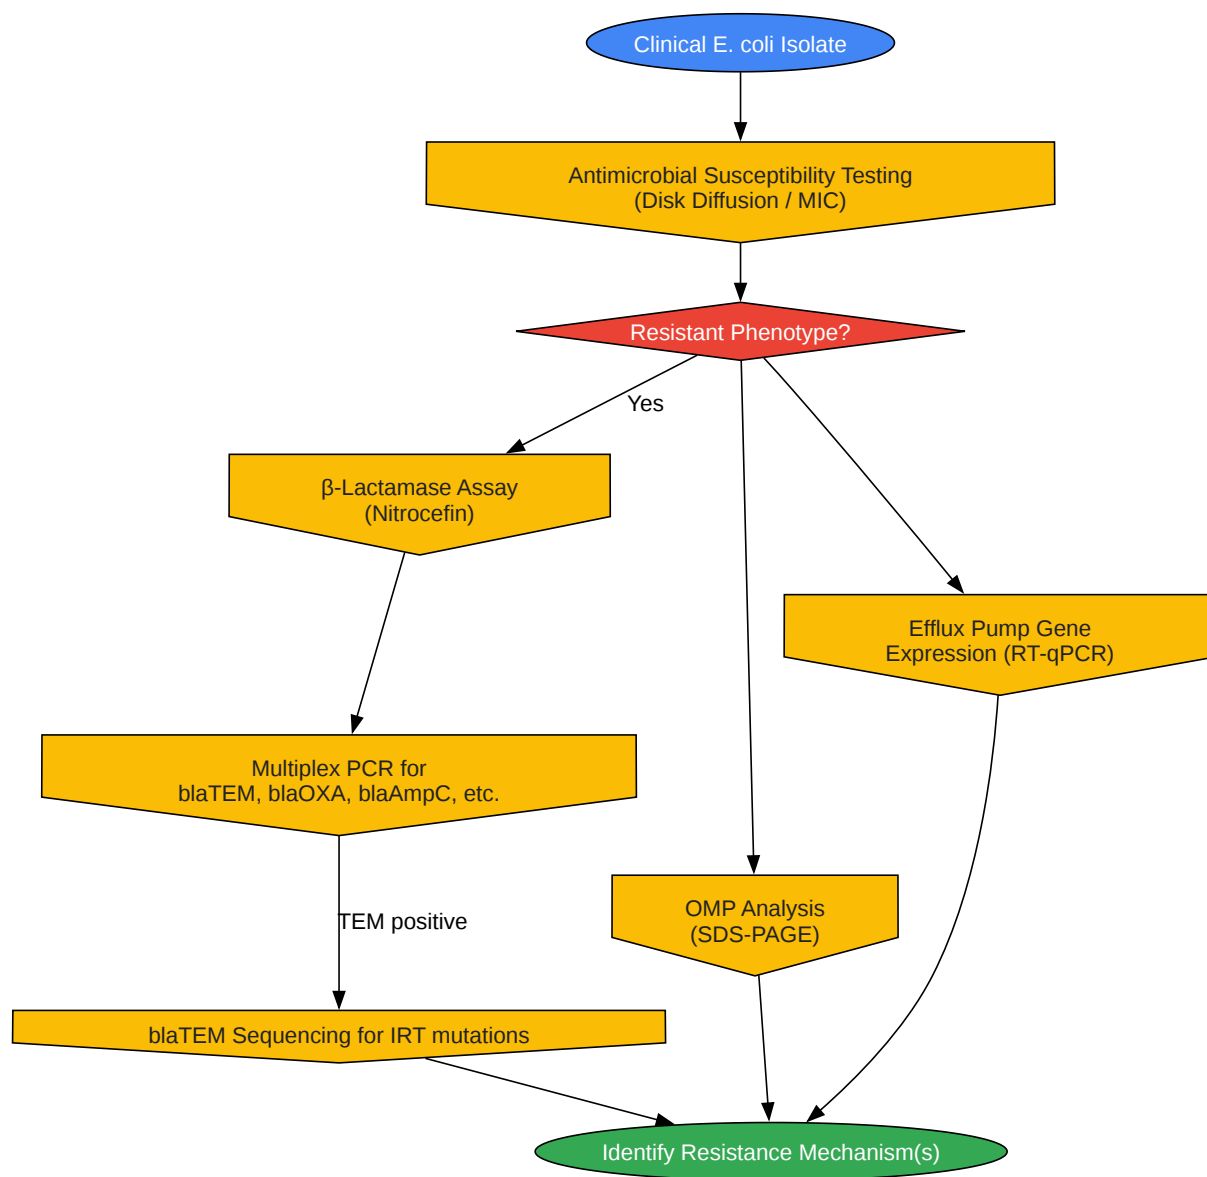 Clinical E. coli Isolate
Antimicrobial Susceptibility Testing
(Disk Diffusion / MIC)
Resistant Phenotype?
Yes
β-Lactamase Assay
(Nitrocefin)
Efflux Pump Gene
Expression (RT-qPCR)
Multiplex PCR for
blaTEM, blaOXA, blaAmpC, etc.
OMP Analysis
(SDS-PAGE)
TEM positive
blaTEM Sequencing for IRT mutations
Identify Resistance Mechanism(s)